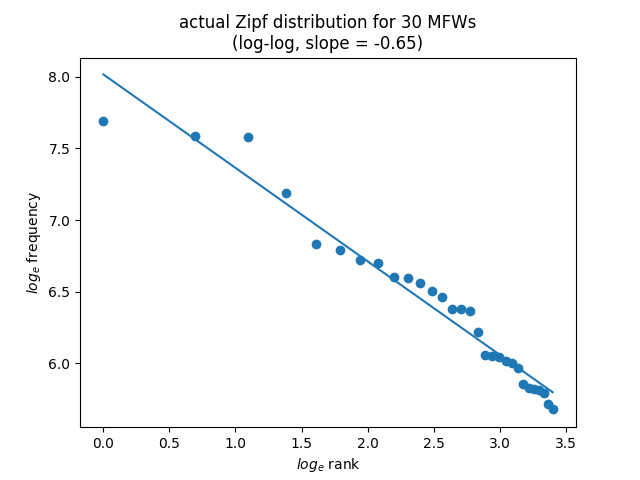 actual Zipf distribution for 30 MFWs
(log-log, slope = -0.65)
8.0
7.5
7.0
6.5
6.0
log_e frequency
0.0 0.5 1.0 1.5 2.0 2.5 3.0 3.5
log_e rank